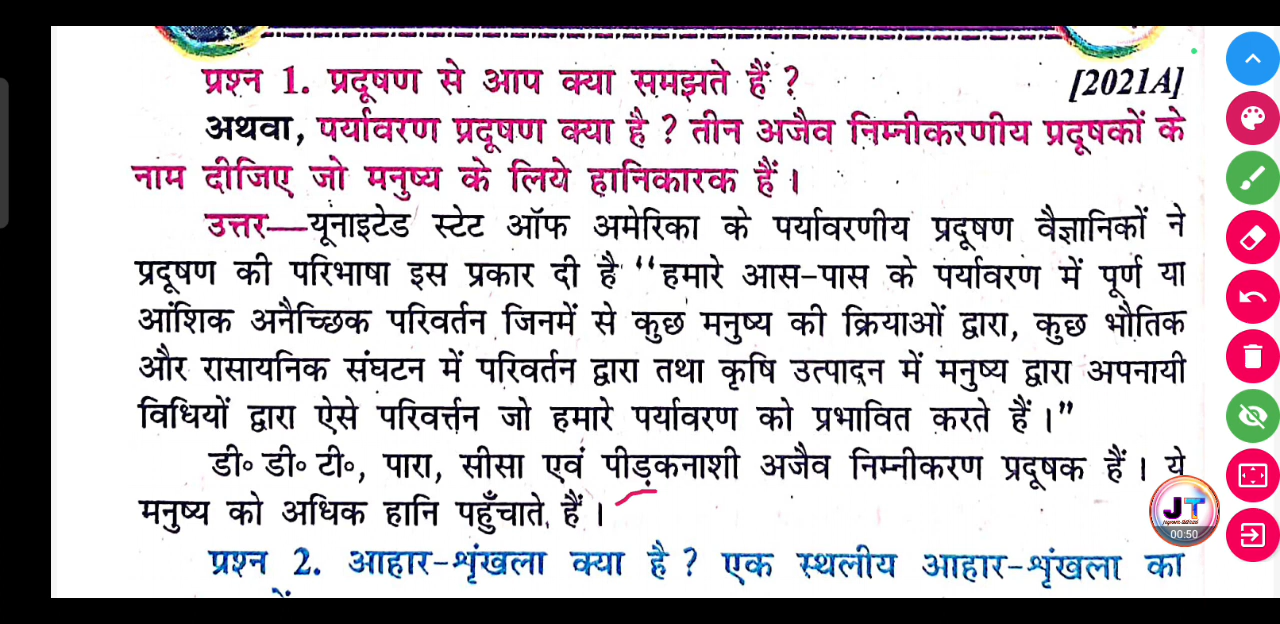 प्रश्न 1. प्रदूषण से आप क्या समझते हैं ? [2021A]
अथवा, पर्यावरण प्रदूषण क्या है ? तीन अजैव निम्नीकरणीय प्रदूषकों के
नाम दीजिए जो मनुष्य के लिये हानिकारक हैं।
उत्तर—यूनाइटेड स्टेट ऑफ अमेरिका के पर्यावरणीय प्रदूषण वैज्ञानिकों ने
प्रदूषण की परिभाषा इस प्रकार दी है “हमारे आस-पास के पर्यावरण में पूर्ण या
आंशिक अनैच्छिक परिवर्तन जिनमें से कुछ मनुष्य की क्रियाओं द्वारा, कुछ भौतिक
और रासायनिक संघटन में परिवर्तन द्वारा तथा कृषि उत्पादन में मनुष्य द्वारा अपनायी
विधियों द्वारा ऐसे परिवर्त्तन जो हमारे पर्यावरण को प्रभावित करते हैं।”
डी॰ डी॰ टी॰, पारा, सीसा एवं पीड़कनाशी अजैव निम्नीकरण प्रदूषक हैं। ये
मनुष्य को अधिक हानि पहुँचाते हैं।
JT
00:50
प्रश्न 2. आहार-शृंखला क्या है ? एक स्थलीय आहार-शृंखला का